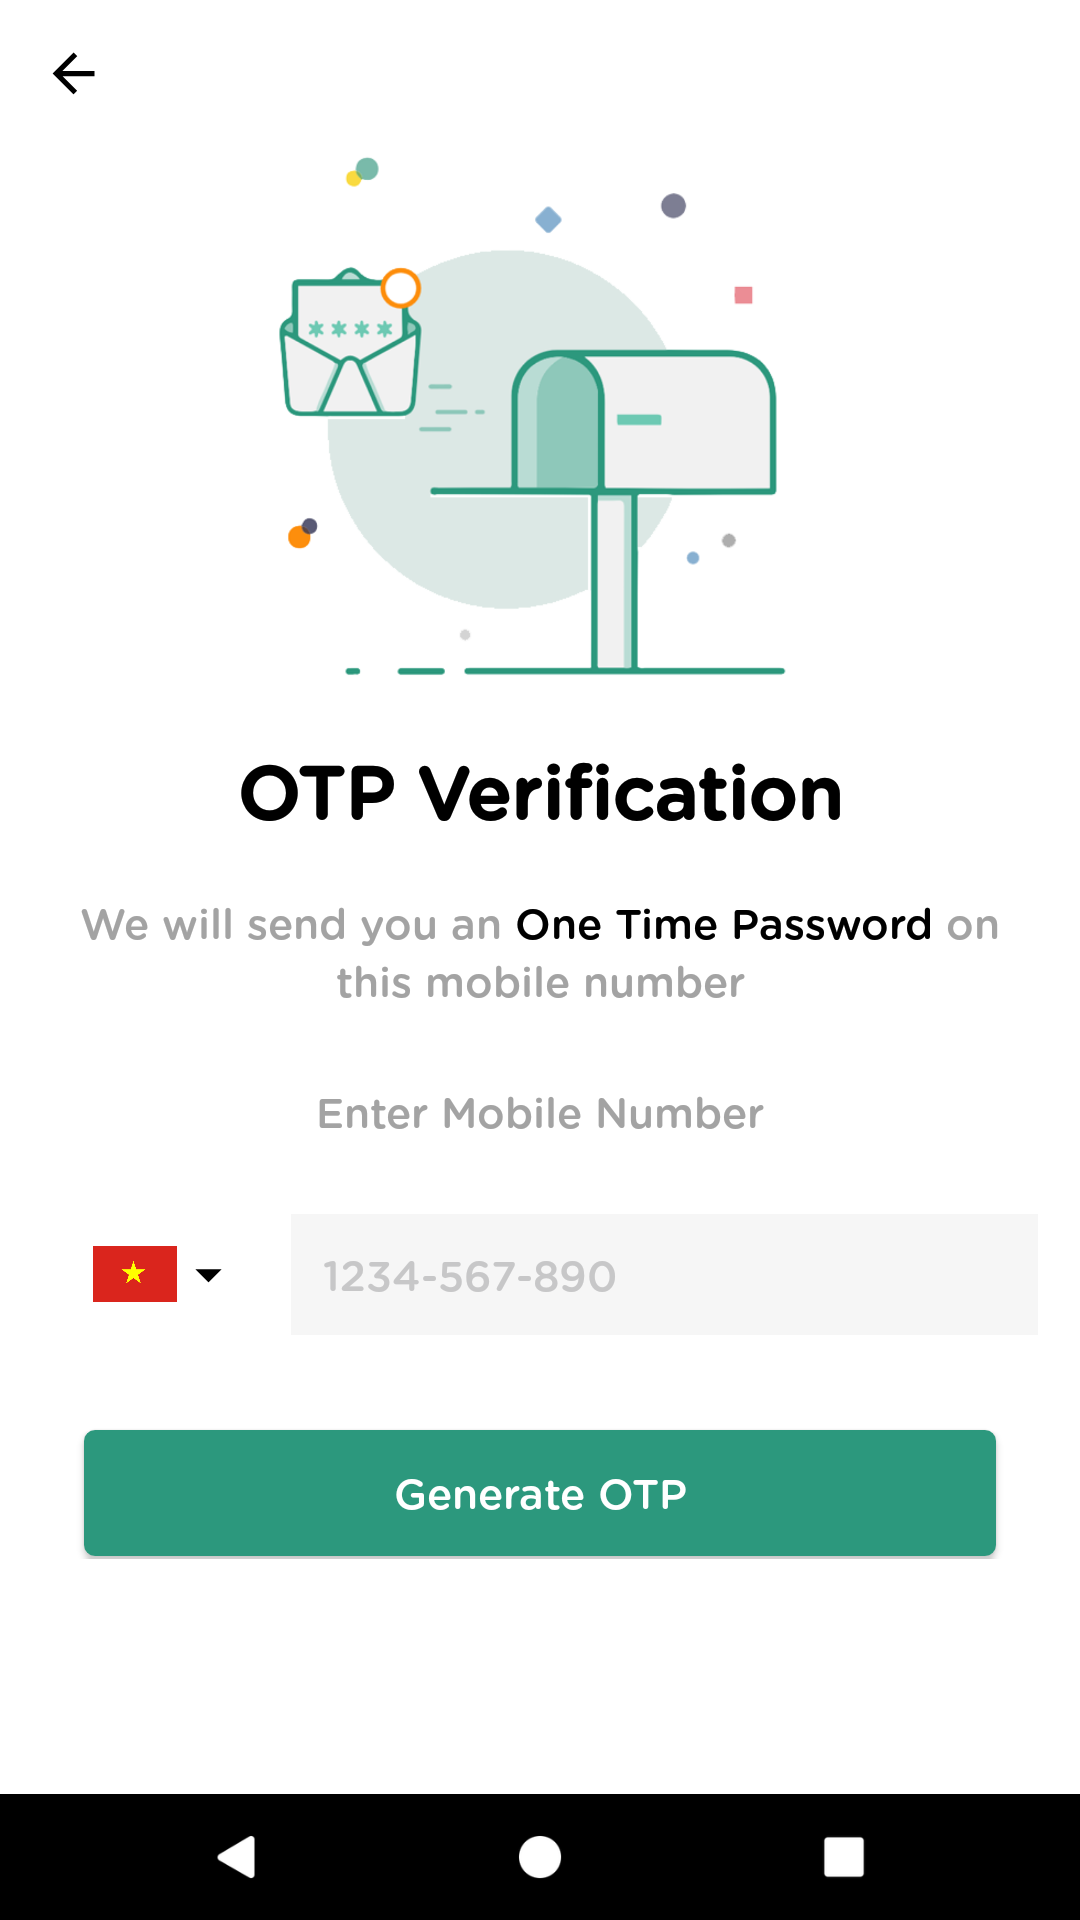 OTP Verification
We will send you an One Time Password on
this mobile number
Enter Mobile Number
1234-567-890
Generate OTP